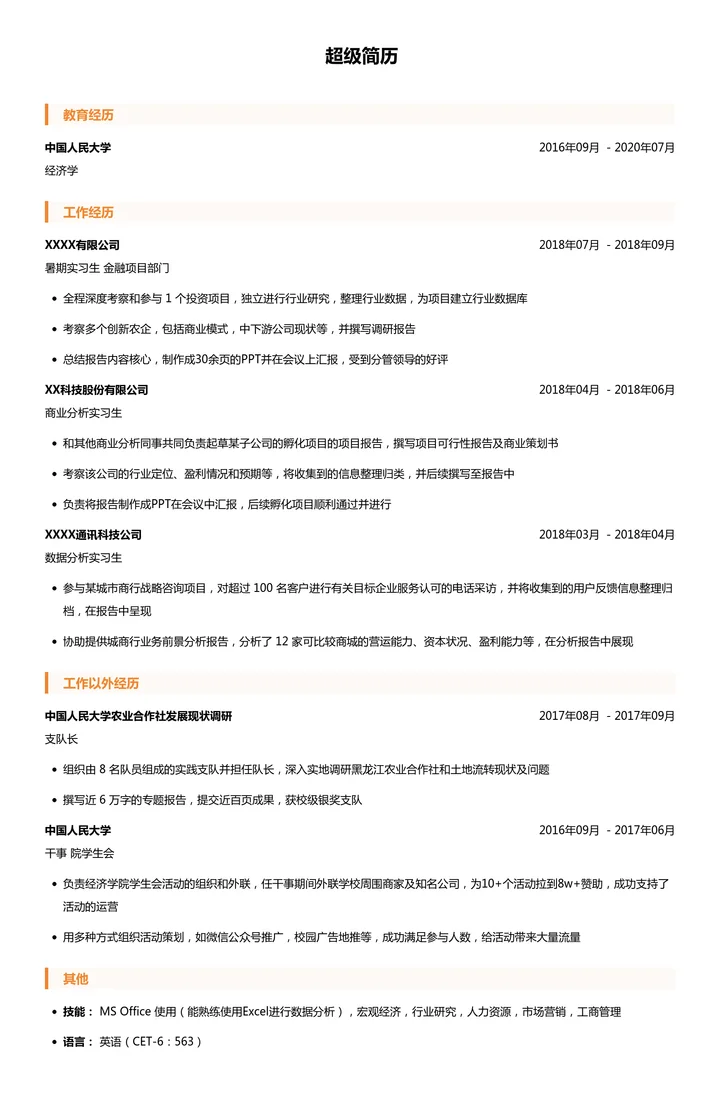 超级简历
教育经历
中国人民大学 2016年09月 - 2020年07月
经济学
工作经历
XXXX有限公司 2018年07月 - 2018年09月
暑期实习生 金融项目部门
• 全程深度考察和参与 1 个投资项目，独立进行行业研究，整理行业数据，为项目建立行业数据库
• 考察多个创新农企，包括商业模式，中下游公司现状等，并撰写调研报告
• 总结报告内容核心，制作成30余页的PPT并在会议上汇报，受到分管领导的好评
XX科技股份有限公司 2018年04月 - 2018年06月
商业分析实习生
• 和其他商业分析同事共同负责起草某子公司的孵化项目的项目报告，撰写项目可行性报告及商业策划书
• 考察该公司的行业定位、盈利情况和预期等，将收集到的信息整理归类，并后续撰写至报告中
• 负责将报告制作成PPT在会议中汇报，后续孵化项目顺利通过并进行
XXXX通讯科技公司 2018年03月 - 2018年04月
数据分析实习生
• 参与某城市商行战略咨询项目，对超过 100 名客户进行有关目标企业服务认可的电话采访，并将收集到的用户反馈信息整理归
档，在报告中呈现
• 协助提供城商行业务前景分析报告，分析了 12 家可比较商城的营运能力、资本状况、盈利能力等，在分析报告中展现
工作以外经历
中国人民大学农业合作社发展现状调研 2017年08月 - 2017年09月
支队长
• 组织由 8 名队员组成的实践支队并担任队长，深入实地调研黑龙江农业合作社和土地流转现状及问题
• 撰写近 6 万字的专题报告，提交近百页成果，获校级银奖支队
中国人民大学 2016年09月 - 2017年06月
干事 院学生会
• 负责经济学院学生会活动的组织和外联，任干事期间外联学校周围商家及知名公司，为10+个活动拉到8w+赞助，成功支持了
活动的运营
• 用多种方式组织活动策划，如微信公众号推广，校园广告地推等，成功满足参与人数，给活动带来大量流量
其他
• 技能： MS Office 使用（能熟练使用Excel进行数据分析），宏观经济，行业研究，人力资源，市场营销，工商管理
• 语言： 英语（CET-6：563）